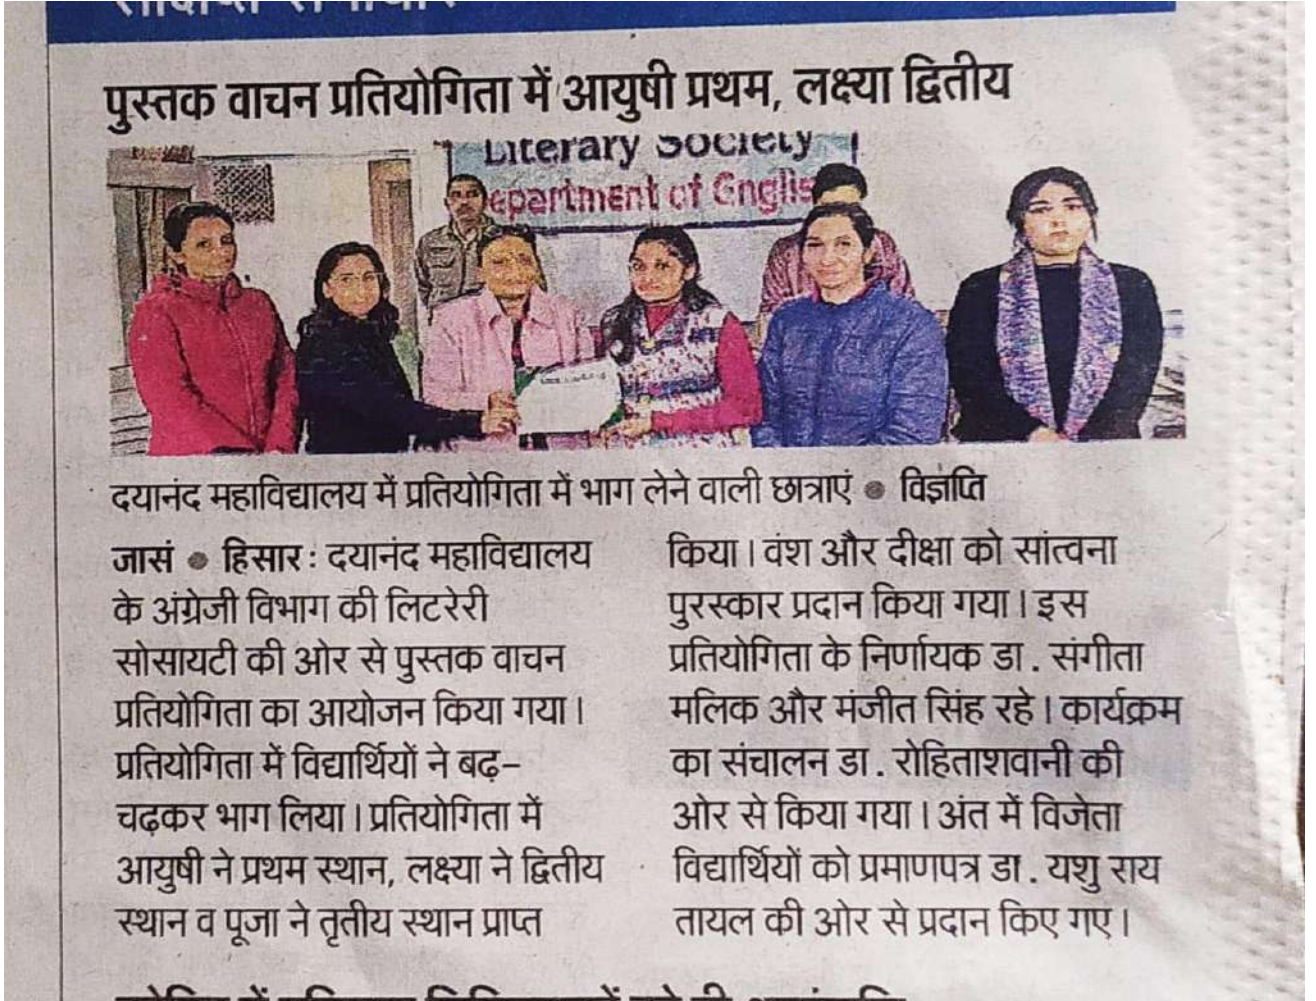 संक्षिप्त समाचार
पुस्तक वाचन प्रतियोगिता में आयुषी प्रथम, लक्ष्या द्वितीय
Literary Society
epartment of Englis
दयानंद महाविद्यालय में प्रतियोगिता में भाग लेने वाली छात्राएं ● विज्ञप्ति
जासं ● हिसार : दयानंद महाविद्यालय
के अंग्रेजी विभाग की लिटरेरी
सोसायटी की ओर से पुस्तक वाचन
प्रतियोगिता का आयोजन किया गया।
प्रतियोगिता में विद्यार्थियों ने बढ़-
चढ़कर भाग लिया। प्रतियोगिता में
आयुषी ने प्रथम स्थान, लक्ष्या ने द्वितीय
स्थान व पूजा ने तृतीय स्थान प्राप्त
किया। वंश और दीक्षा को सांत्वना
पुरस्कार प्रदान किया गया। इस
प्रतियोगिता के निर्णायक डा. संगीता
मलिक और मंजीत सिंह रहे। कार्यक्रम
का संचालन डा. रोहिताशवानी की
ओर से किया गया। अंत में विजेता
विद्यार्थियों को प्रमाणपत्र डा. यशु राय
तायल की ओर से प्रदान किए गए।